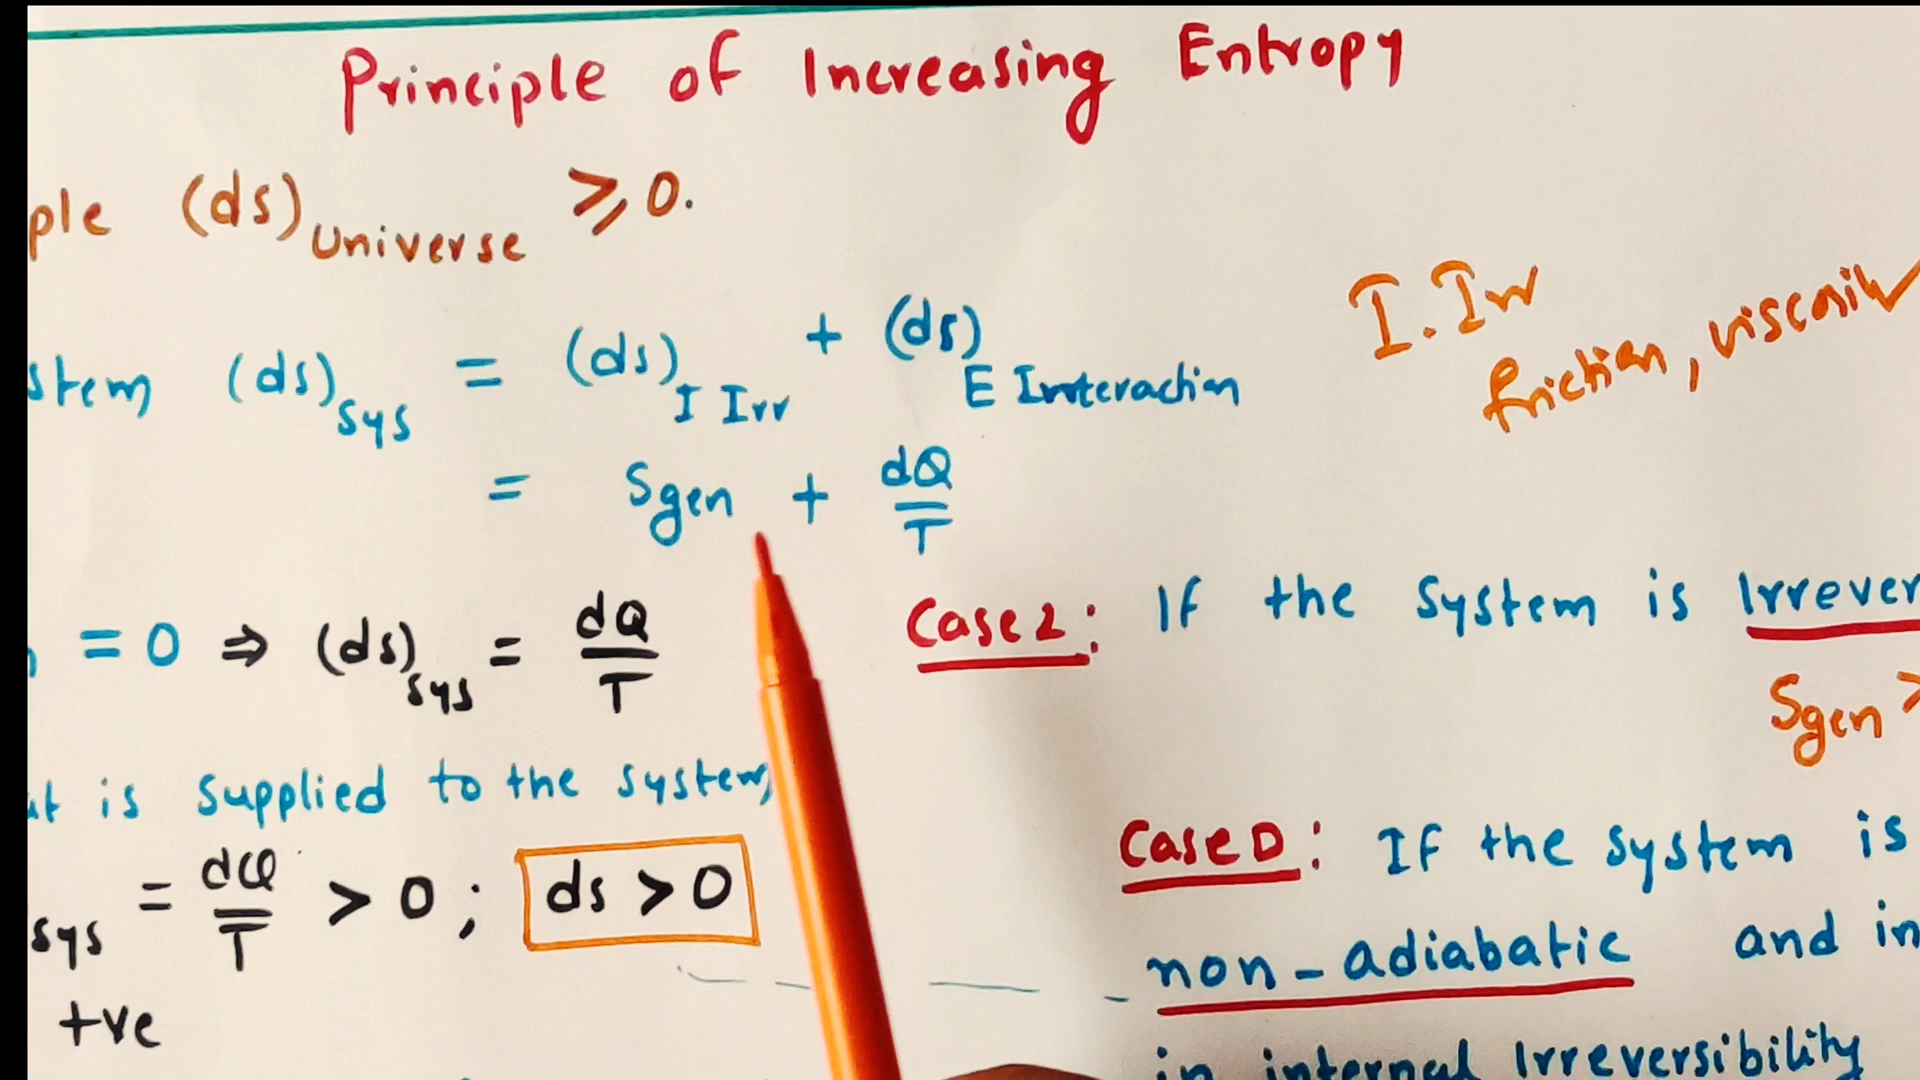 Principle of Increasing Entropy
ple (ds)Universe ⩾ 0.
stem (ds)sys = (ds)I Irr + (ds)E Interaction
I. Irr
friction,
= Sgen + dQ/T
= 0 ⇒ (ds)sys = dQ/T
Case 2: If the System is Irrever
Sgen >
at is supplied to the system,
sys = dQ/T > 0 ; ds > 0
+ve
Case D: If the system is
non-adiabatic and in
in internal Irreversibility